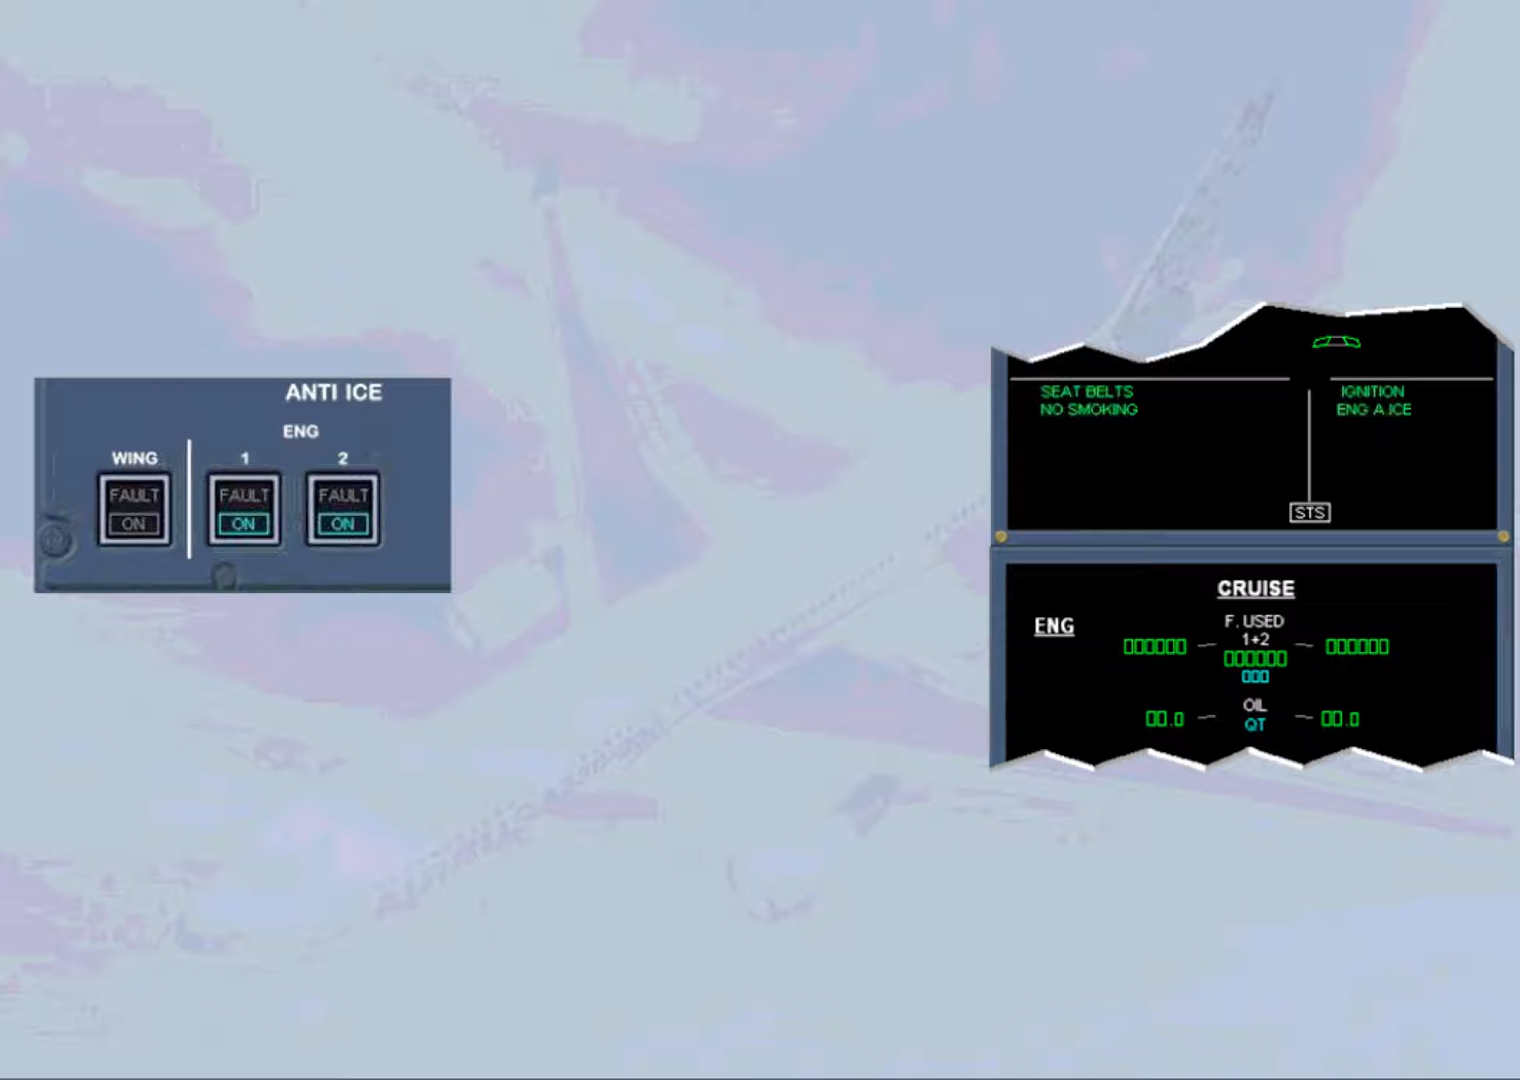 ANTI ICE
ENG
WING
1
2
FAULT
FAULT
FAULT
ON
ON
ON
SEAT BELTS
NO SMOKING
IGNITION
ENG A.ICE
STS
CRUISE
ENG
F. USED
1+2
OIL
QT